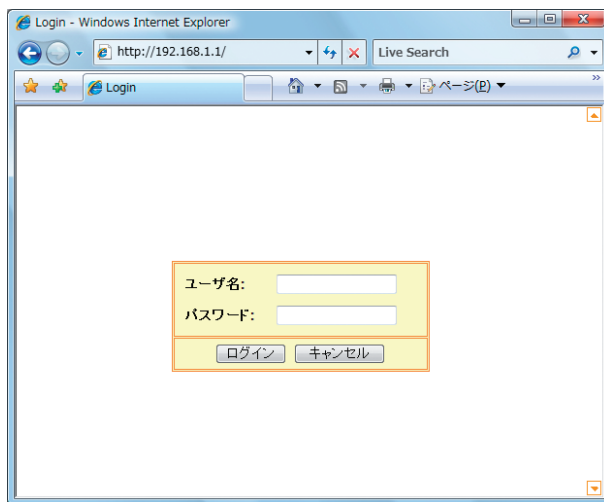 Login - Windows Internet Explorer
http://192.168.1.1/
Live Search
Login
ページ(P)
ユーザ名:
パスワード:
ログイン キャンセル